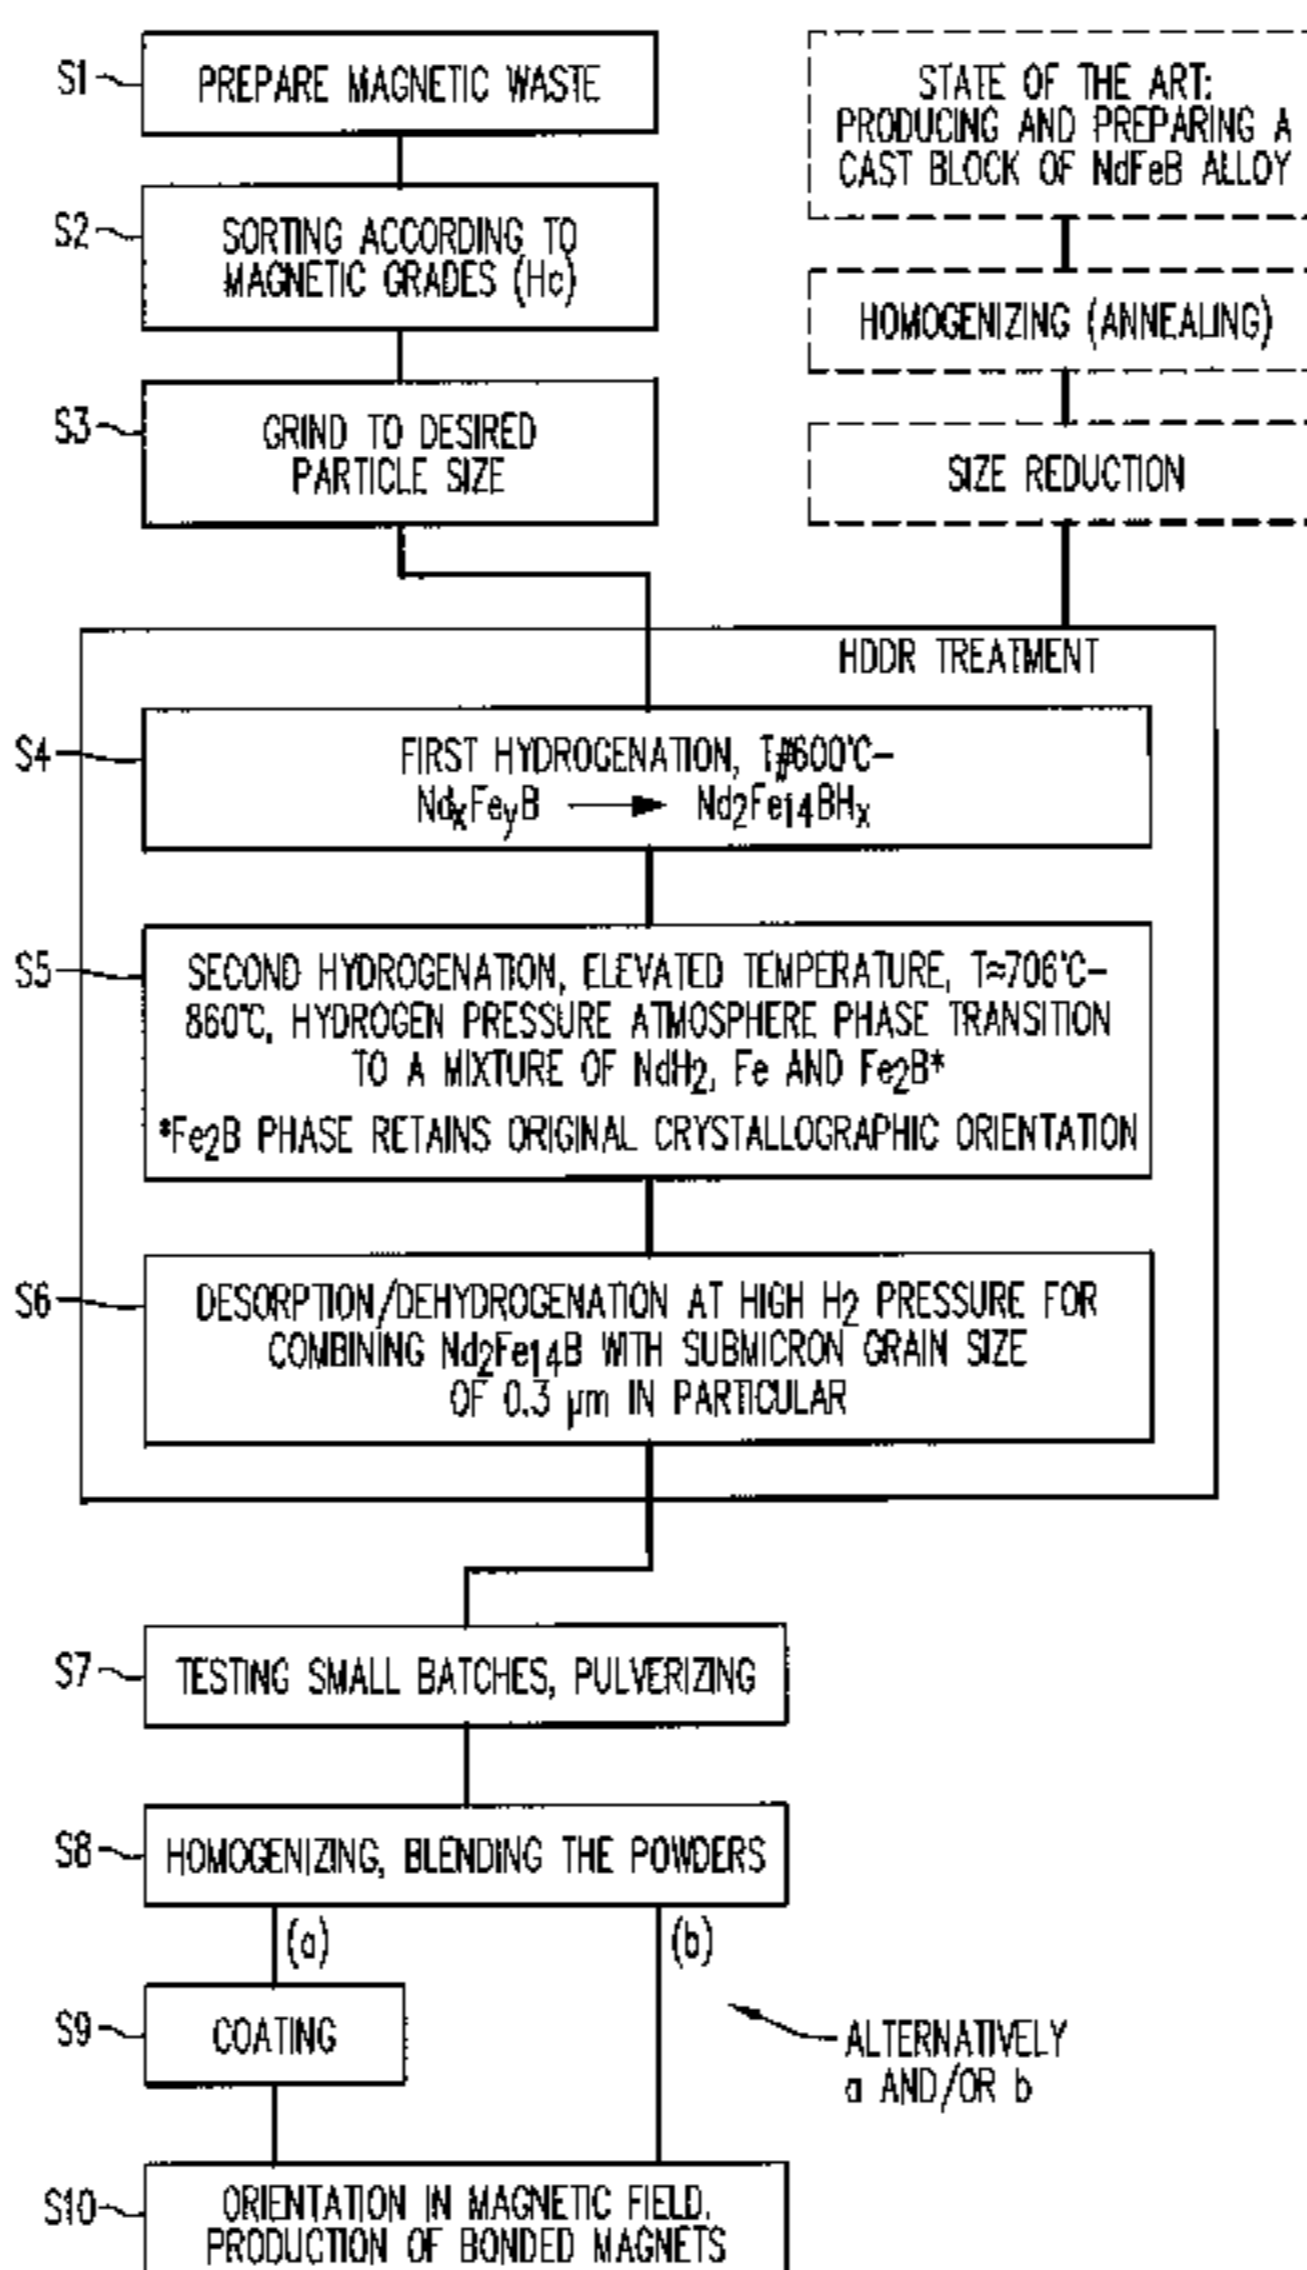 S1
PREPARE MAGNETIC WASTE
S2
SORTING ACCORDING TO
MAGNETIC GRADES (Hc)
S3
GRIND TO DESIRED
PARTICLE SIZE
STATE OF THE ART:
PRODUCING AND PREPARING A
CAST BLOCK OF NdFeB ALLOY
HOMOGENIZING (ANNEALING)
SIZE REDUCTION
HDDR TREATMENT
S4
FIRST HYDROGENATION, T#600°C–
NdxFeyB → Nd2Fe14BHx
S5
SECOND HYDROGENATION, ELEVATED TEMPERATURE, T≈706°C–
860°C, HYDROGEN PRESSURE ATMOSPHERE PHASE TRANSITION
TO A MIXTURE OF NdH2, Fe AND Fe2B*
*Fe2B PHASE RETAINS ORIGINAL CRYSTALLOGRAPHIC ORIENTATION
S6
DESORPTION/DEHYDROGENATION AT HIGH H2 PRESSURE FOR
COMBINING Nd2Fe14B WITH SUBMICRON GRAIN SIZE
OF 0.3 µm IN PARTICULAR
S7
TESTING SMALL BATCHES, PULVERIZING
S8
HOMOGENIZING, BLENDING THE POWDERS
(a)
(b)
S9
COATING
ALTERNATIVELY
a AND/OR b
S10
ORIENTATION IN MAGNETIC FIELD.
PRODUCTION OF BONDED MAGNETS